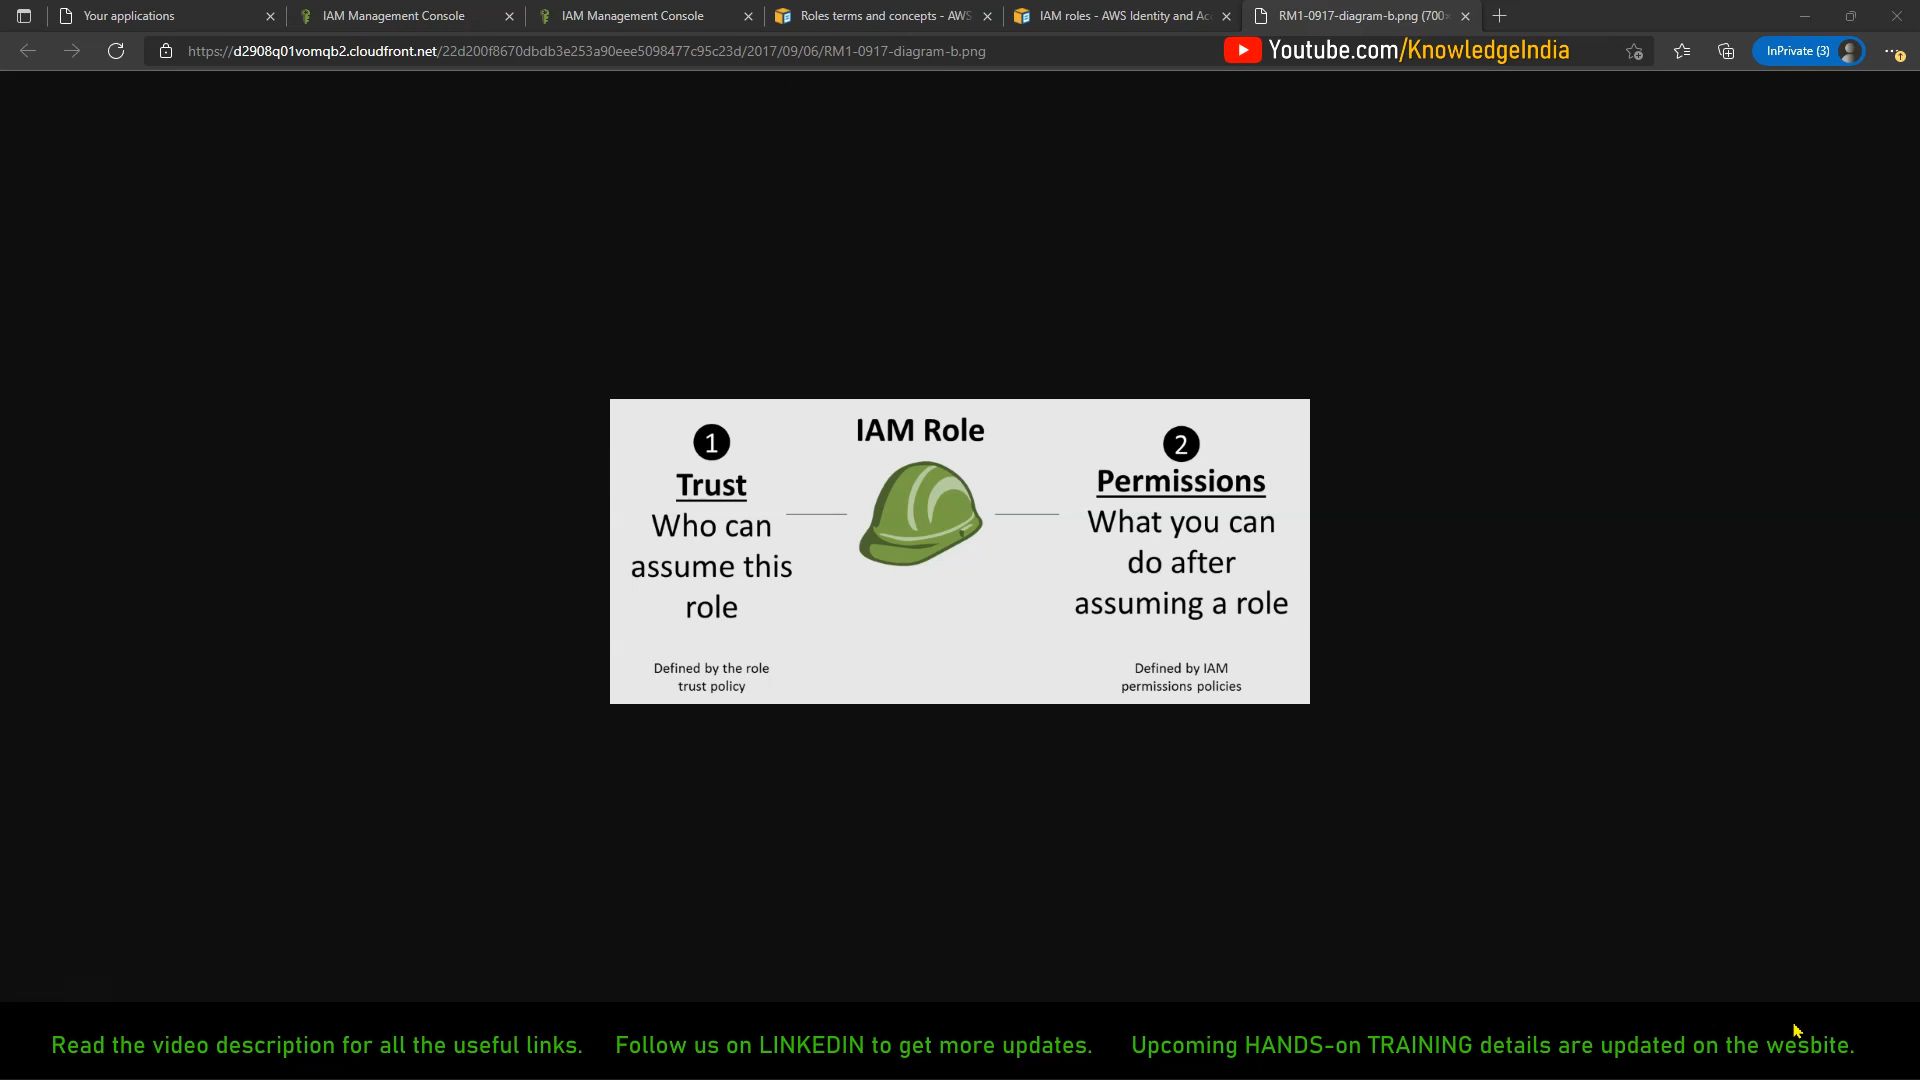 Your applications
IAM Management Console
IAM Management Console
Roles terms and concepts - AWS
IAM roles - AWS Identity and Ac
RM1-0917-diagram-b.png (700
https://d2908q01vomqb2.cloudfront.net/22d200f8670dbdb3e253a90eee5098477c95c23d/2017/09/06/RM1-0917-diagram-b.png
Youtube.com/KnowledgeIndia
InPrivate (3)
IAM Role
1
Trust
Who can
assume this
role
Defined by the role
trust policy
2
Permissions
What you can
do after
assuming a role
Defined by IAM
permissions policies
Read the video description for all the useful links. Follow us on LINKEDIN to get more updates. Upcoming HANDS-on TRAINING details are updated on the wesbite.